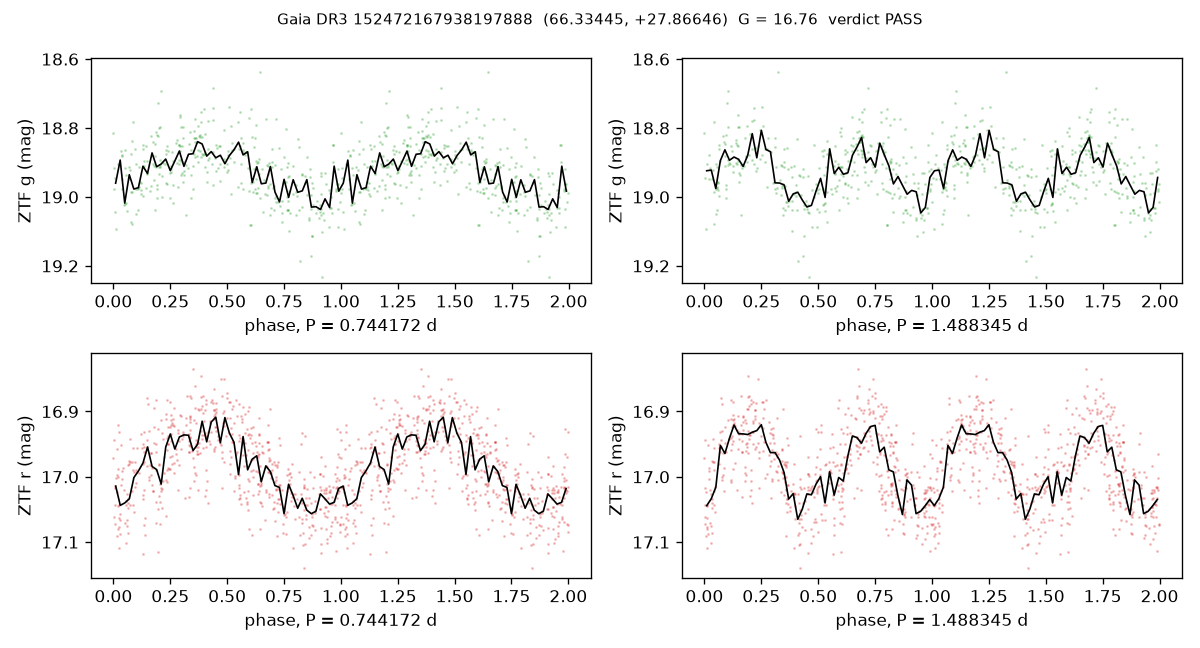 Gaia DR3 152472167938197888 (66.33445, +27.86646) G = 16.76 verdict PASS
18.6
18.8
19.0
19.2
ZTF g (mag)
0.00 0.25 0.50 0.75 1.00 1.25 1.50 1.75 2.00
phase, P = 0.744172 d
18.6
18.8
19.0
19.2
ZTF g (mag)
0.00 0.25 0.50 0.75 1.00 1.25 1.50 1.75 2.00
phase, P = 1.488345 d
16.9
17.0
17.1
ZTF r (mag)
0.00 0.25 0.50 0.75 1.00 1.25 1.50 1.75 2.00
phase, P = 0.744172 d
16.9
17.0
17.1
ZTF r (mag)
0.00 0.25 0.50 0.75 1.00 1.25 1.50 1.75 2.00
phase, P = 1.488345 d